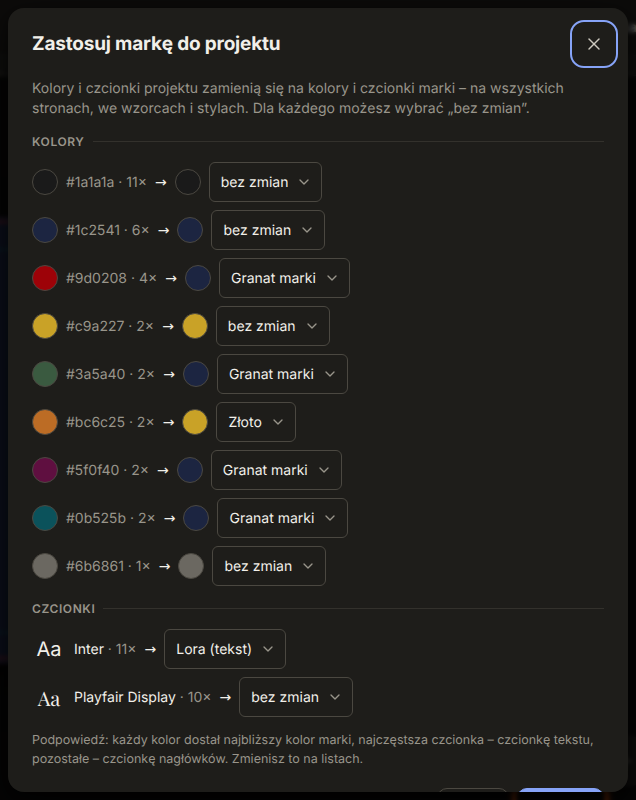 Zastosuj markę do projektu
Kolory i czcionki projektu zamienią się na kolory i czcionki marki – na wszystkich
stronach, we wzorcach i stylach. Dla każdego możesz wybrać „bez zmian”.
KOLORY
#1a1a1a · 11× → bez zmian
#1c2541 · 6× → bez zmian
#9d0208 · 4× → Granat marki
#c9a227 · 2× → bez zmian
#3a5a40 · 2× → Granat marki
#bc6c25 · 2× → Złoto
#5f0f40 · 2× → Granat marki
#0b525b · 2× → Granat marki
#6b6861 · 1× → bez zmian
CZCIONKI
Aa Inter · 11× → Lora (tekst)
Aa Playfair Display · 10× → bez zmian
Podpowiedź: każdy kolor dostał najbliższy kolor marki, najczęstsza czcionka – czcionkę tekstu,
pozostałe – czcionkę nagłówków. Zmienisz to na listach.